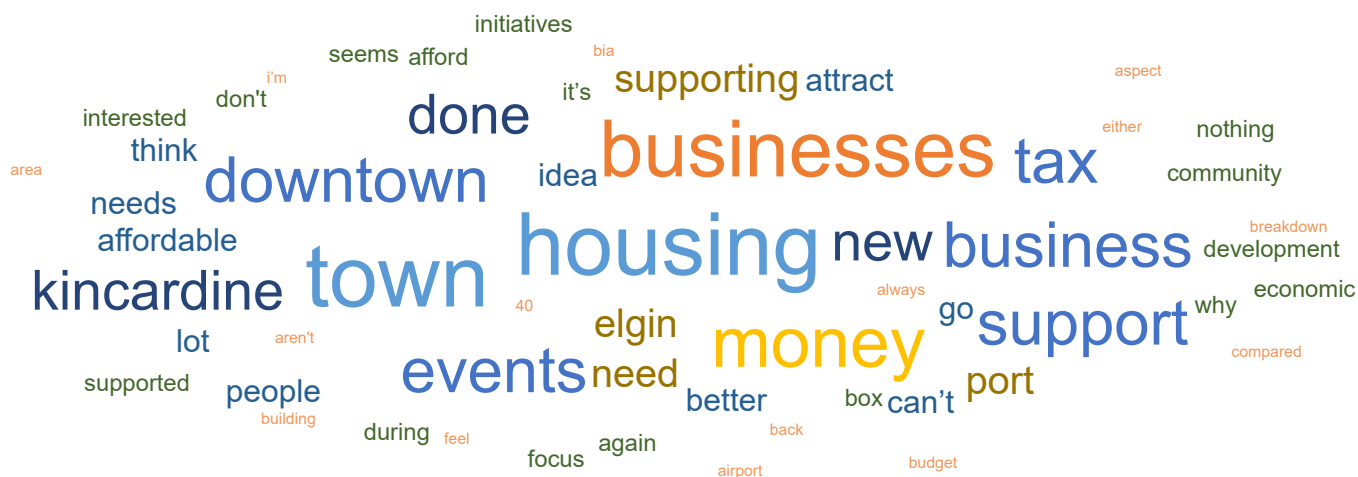 initiatives
seems afford bia
i'm supporting attract aspect
don't done it's
interested businesses either nothing
think tax
area downtown idea community
needs
affordable housing new business breakdown
development
kincardine town always economic
40 elgin go support why
lot aren't money compared
supported events need port
people better box can't
building
during feel again back
focus airport budget